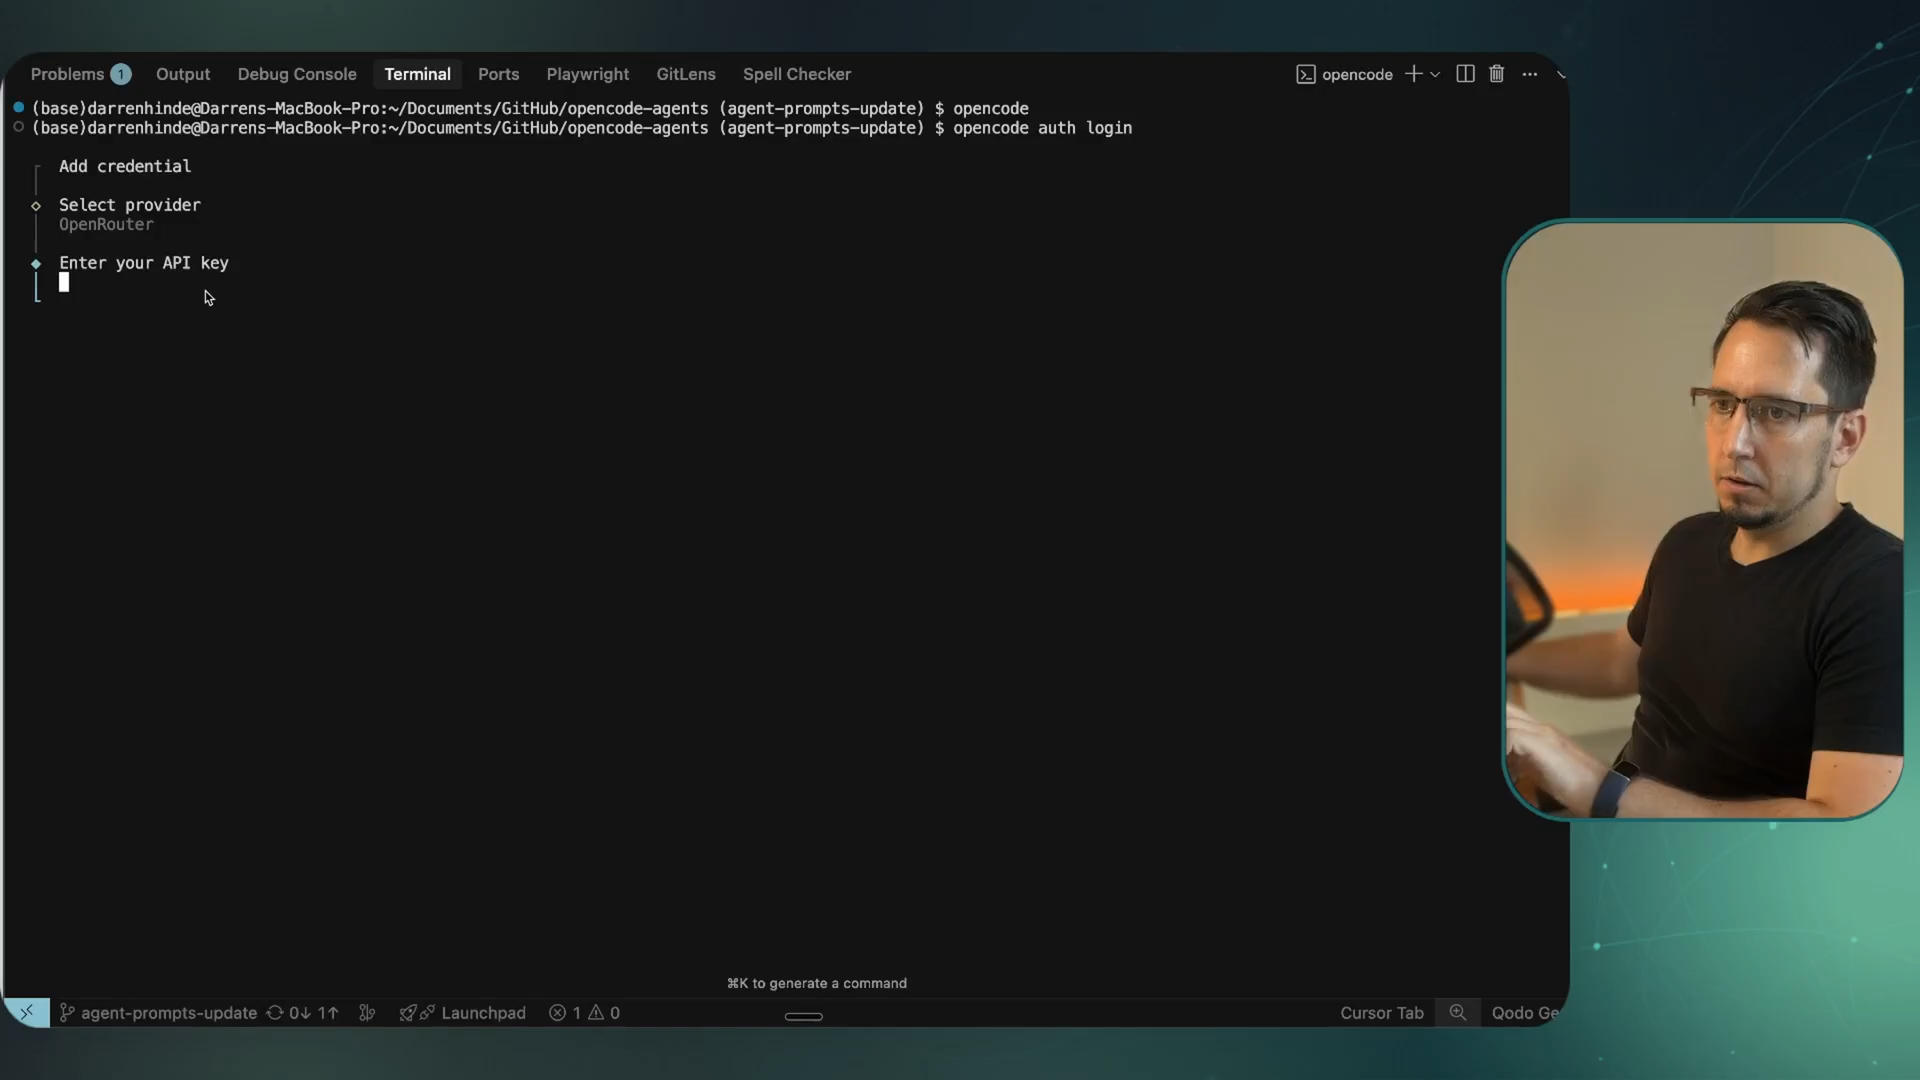 Problems 1 Output Debug Console Terminal Ports Playwright GitLens Spell Checker opencode
(base)darrenhinde@Darrens-MacBook-Pro:~/Documents/GitHub/opencode-agents (agent-prompts-update) $ opencode
(base)darrenhinde@Darrens-MacBook-Pro:~/Documents/GitHub/opencode-agents (agent-prompts-update) $ opencode auth login
Add credential
Select provider
OpenRouter
Enter your API key
⌘K to generate a command
agent-prompts-update 0↓ 1↑ Launchpad 1 0 Cursor Tab Qodo Ge